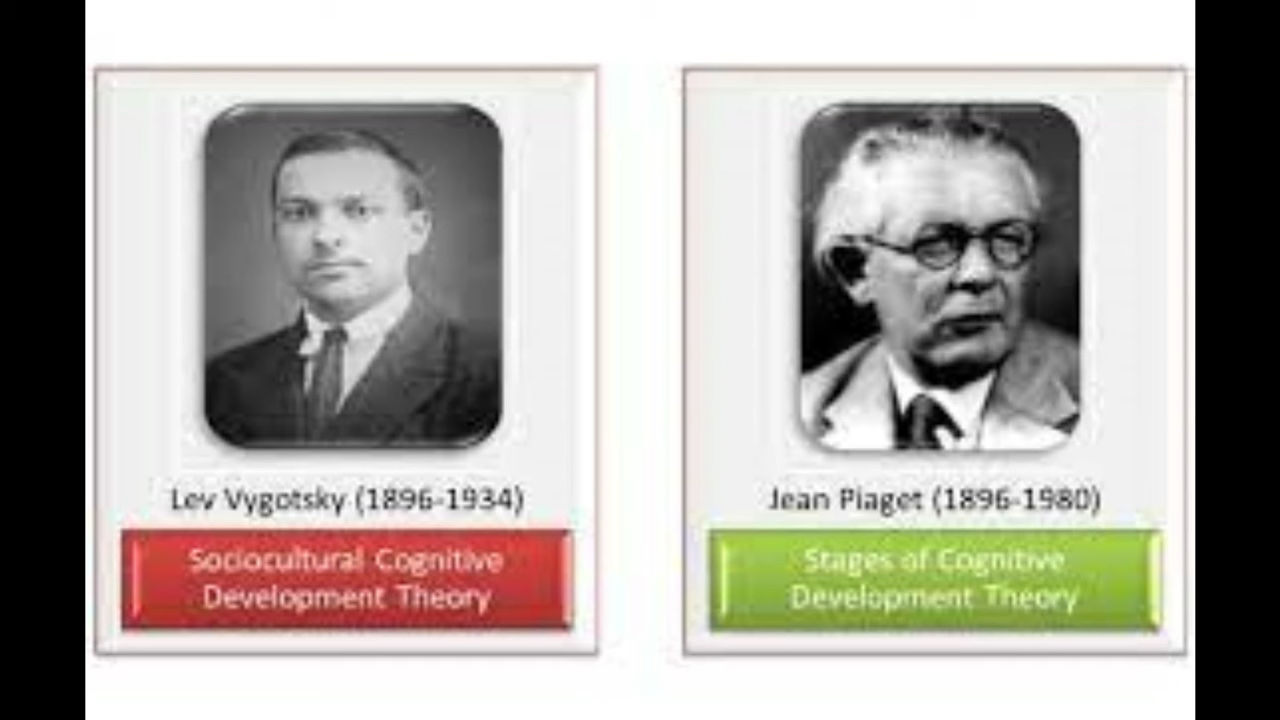 Lev Vygotsky (1896-1934)
Sociocultural Cognitive
Development Theory
Jean Piaget (1896-1980)
Stages of Cognitive
Development Theory